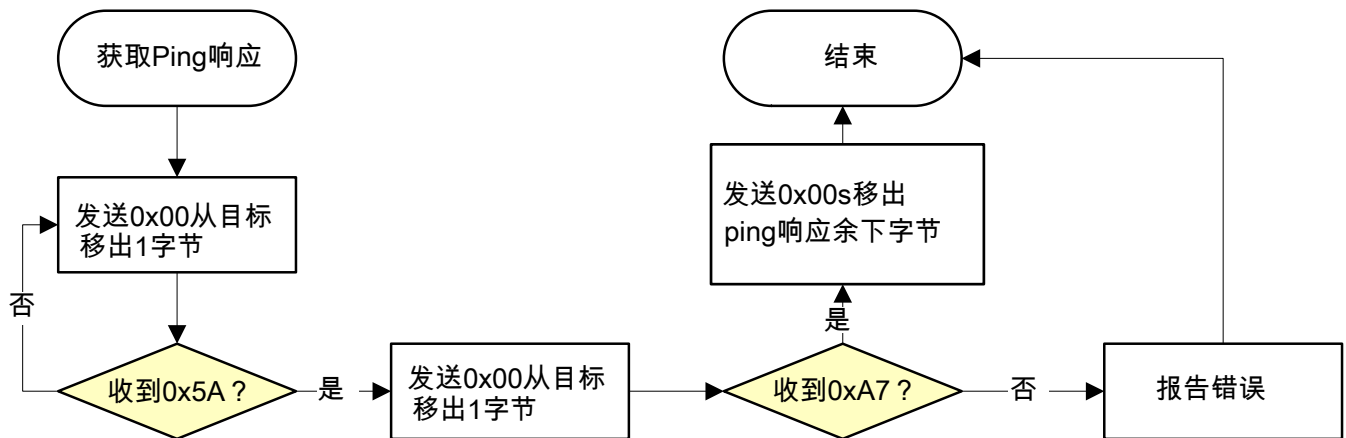 获取Ping响应
结束
发送0x00从目标
移出1字节
发送0x00s移出
ping响应余下字节
否
是
收到0x5A？
是
发送0x00从目标
移出1字节
收到0xA7？
否
报告错误